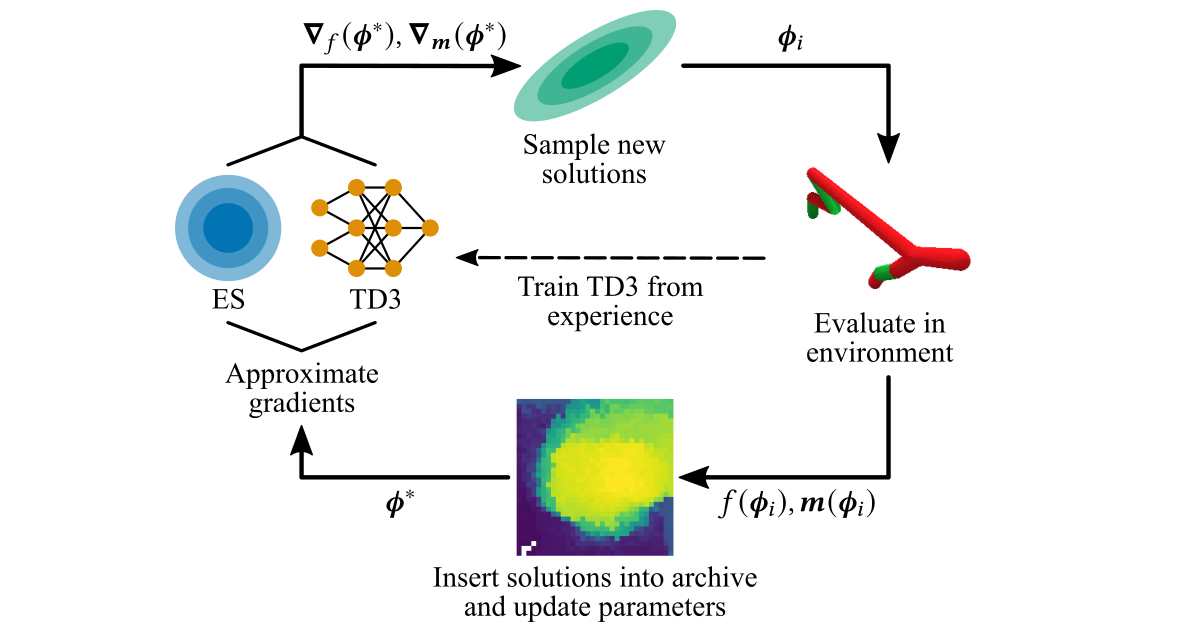 ∇f(ϕ*), ∇m(ϕ*)
ϕi
Sample new
solutions
ES
TD3
Train TD3 from
experience
Evaluate in
environment
Approximate
gradients
ϕ*
f(ϕi), m(ϕi)
Insert solutions into archive
and update parameters